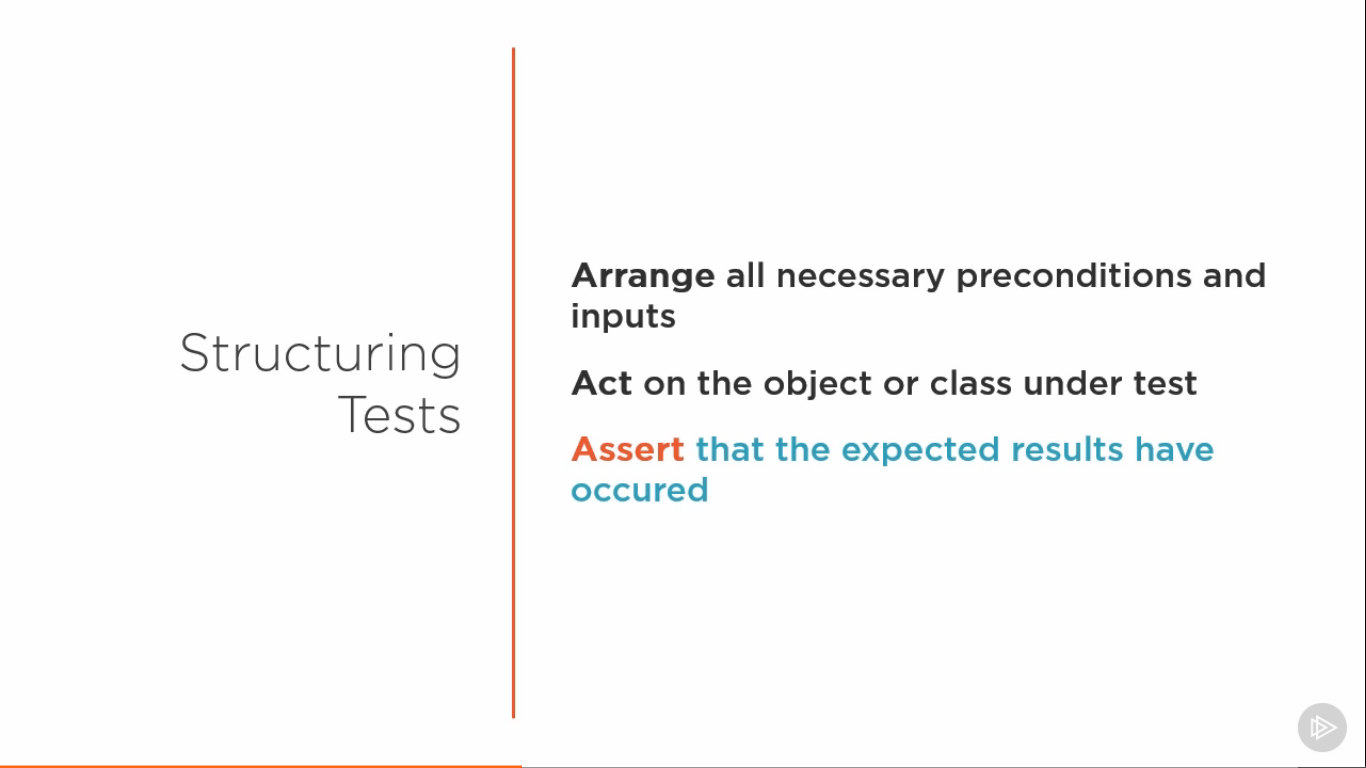 Structuring
Tests
Arrange all necessary preconditions and
inputs
Act on the object or class under test
Assert that the expected results have
occured